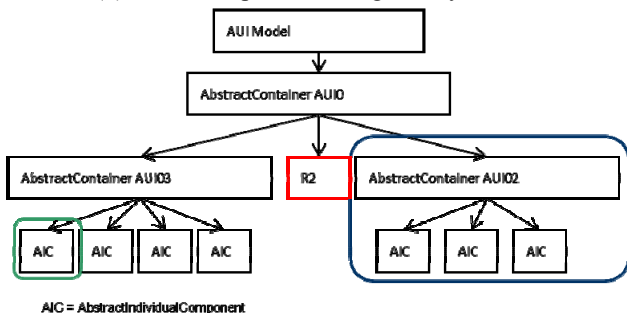 AUI Model
AbstractContainer AUI0
AbstractContainer AUI03
R2
AbstractContainer AUI02
AIC
AIC
AIC
AIC
AIC
AIC
AIC
AIC = AbstractIndividualComponent